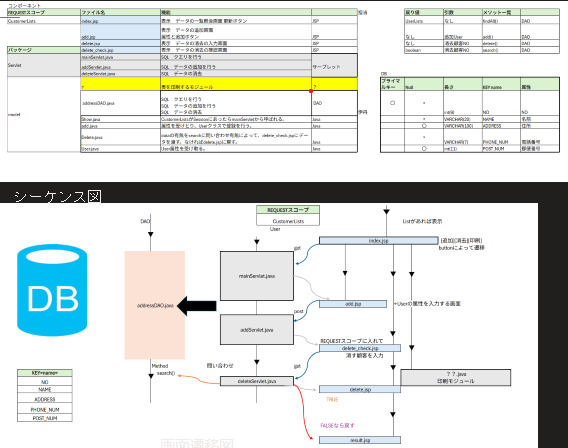 コンポーネント
REQUESTスコープ ファイル名 機能 担当
CustomerLists index.jsp 表示 データの一覧画面 更新ボタン JSP
表示 データの追加画面
add.jsp 属性と追加ボタン JSP
delete.jsp 表示 データの消去の入力画面 JSP
パッケージ delete_check.jsp 表示 データの消去の確認画面 JSP
Servlet mainServlet.java SQL クエリを行う
addServlet.java SQL データの追加を行う サーブレット
deleteServlet.java SQL データの消去
? 表を印刷するモジュール ?
model addressDAO.java SQL クエリを行う DAO 伊丹
SQL データの追加を行う
SQL データの消去
Show.java CustomerListsがSessionにあったらmainServletから呼ばれる。 Java
add.java 属性を受けとり、Userクラスで登録を行う。 Java
Delete.java dataの有無をsearchに問い合わせ有無によって、delete_check.jspにデー
タを渡す。なければdelete.jspに戻す。 Java
User.java User属性を受け取る。 Java
戻り値 引数 メソッド一覧
UserLists なし findAll() DAO
なし 追加User add() DAO
なし 消去顧客NO delete() DAO
boolean 消去顧客NO search() DAO
DB
プライマ
ルキー Null 長さ KEY name 属性
○ × int(9) NO NO
× VARCHAR(20) NAME 名前
○ VARCHAR(100) ADDRESS 住所
× VARCHAR(7) PHONE_NUM 電話番号
○ int(11) POST_NUM 郵便番号
シーケンス図
REQUESTスコープ
CustomerLists
User
DAO
Listがあれば表示
index.jsp
[追加][消去][印刷]
buttonによって遷移
get
mainServlet.java
DB
addressDAO.java
add.jsp
+Userの属性を入力する画面
post
addServlet.java
REQUESTスコープに入れて
delete_check.jsp
消す顧客を入力
Method
search()
問い合わせ
get
deleteServlet.java
delete.jsp
??.java
印刷モジュール
TRUE
KEY=name=
NO
NAME
ADDRESS
PHONE_NUM
POST_NUM
FALSEなら戻す
result.jsp
画面遷移図